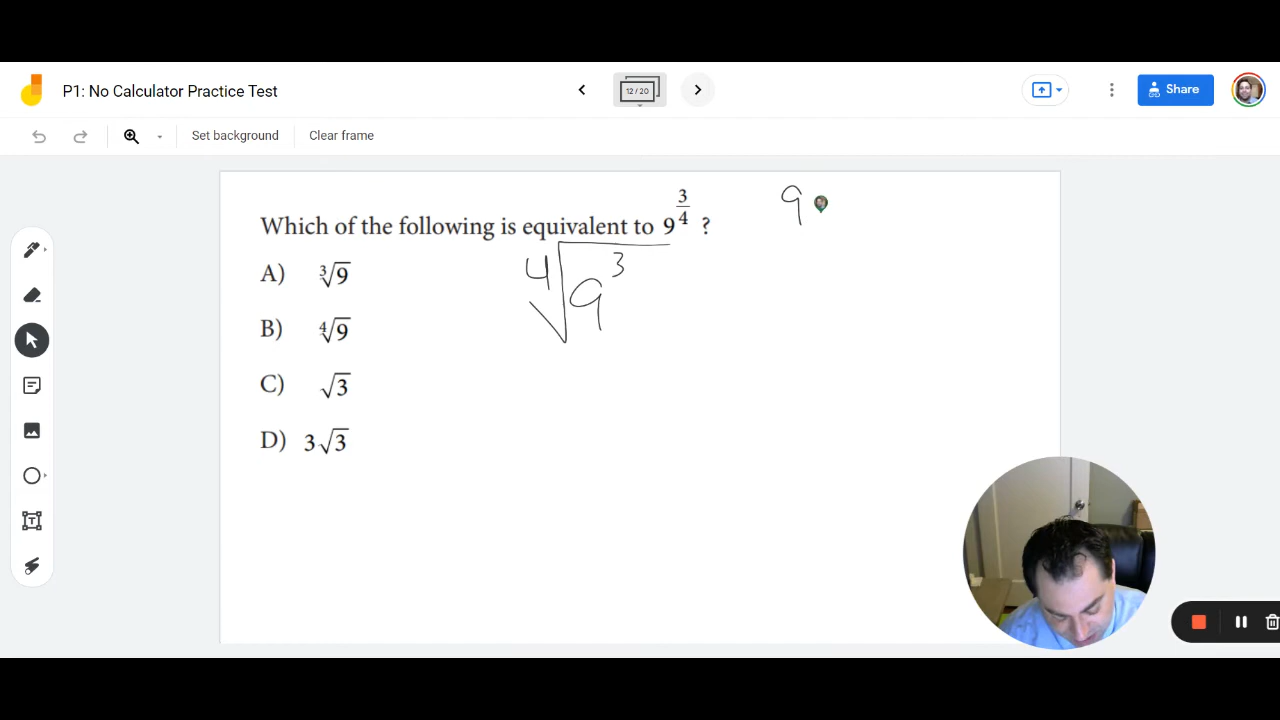 P1: No Calculator Practice Test
12 / 20
Share
Set background
Clear frame
Which of the following is equivalent to 9^(3/4) ?
9
A) ∛9
B) ∜9
C) √3
D) 3√3
∜(9³)